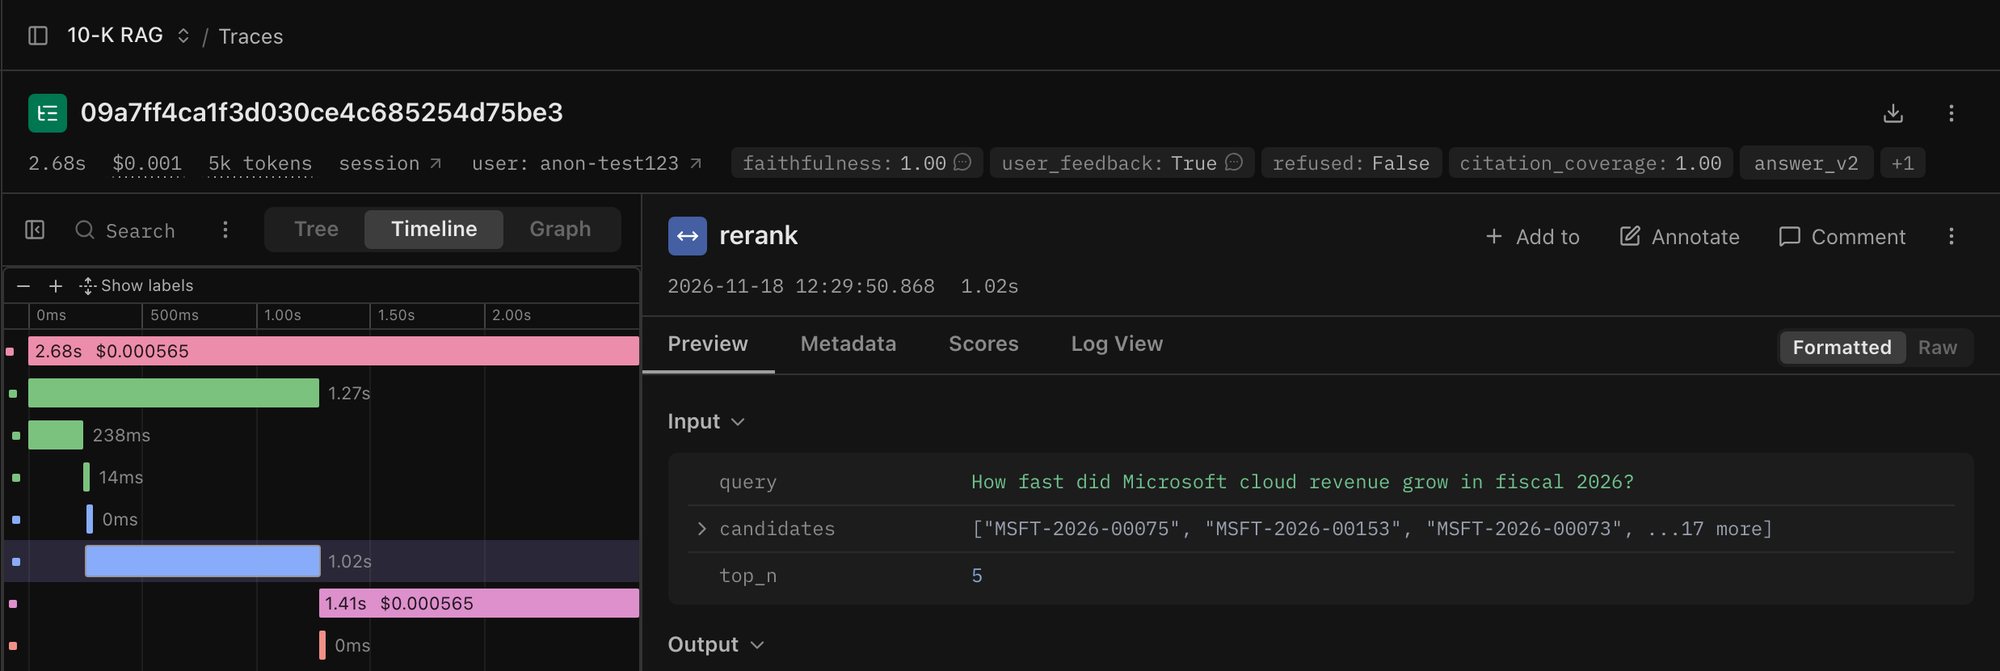 10-K RAG / Traces
09a7ff4ca1f3d030ce4c685254d75be3
2.68s $0.001 5k tokens session ↗ user: anon-test123 ↗ faithfulness: 1.00 user_feedback: True refused: False citation_coverage: 1.00 answer_v2 +1
Search Tree Timeline Graph
Show labels
0ms 500ms 1.00s 1.50s 2.00s
2.68s $0.000565
1.27s
238ms
14ms
0ms
1.02s
1.41s $0.000565
0ms
rerank + Add to Annotate Comment
2026-11-18 12:29:50.868 1.02s
Preview Metadata Scores Log View Formatted Raw
Input
query How fast did Microsoft cloud revenue grow in fiscal 2026?
candidates ["MSFT-2026-00075", "MSFT-2026-00153", "MSFT-2026-00073", ...17 more]
top_n 5
Output